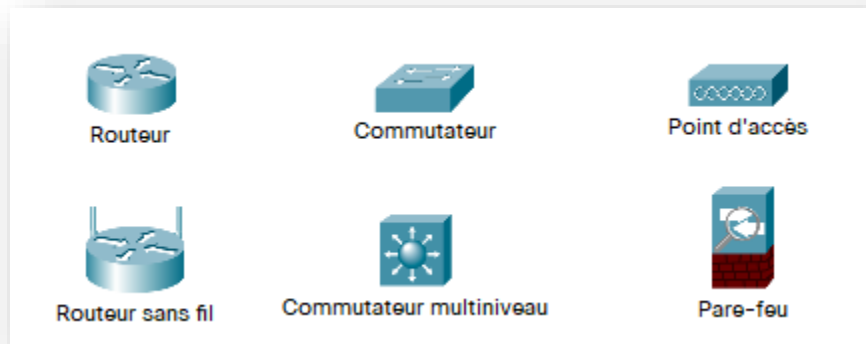 Routeur
Commutateur
Point d'accès
Routeur sans fil
Commutateur multiniveau
Pare-feu